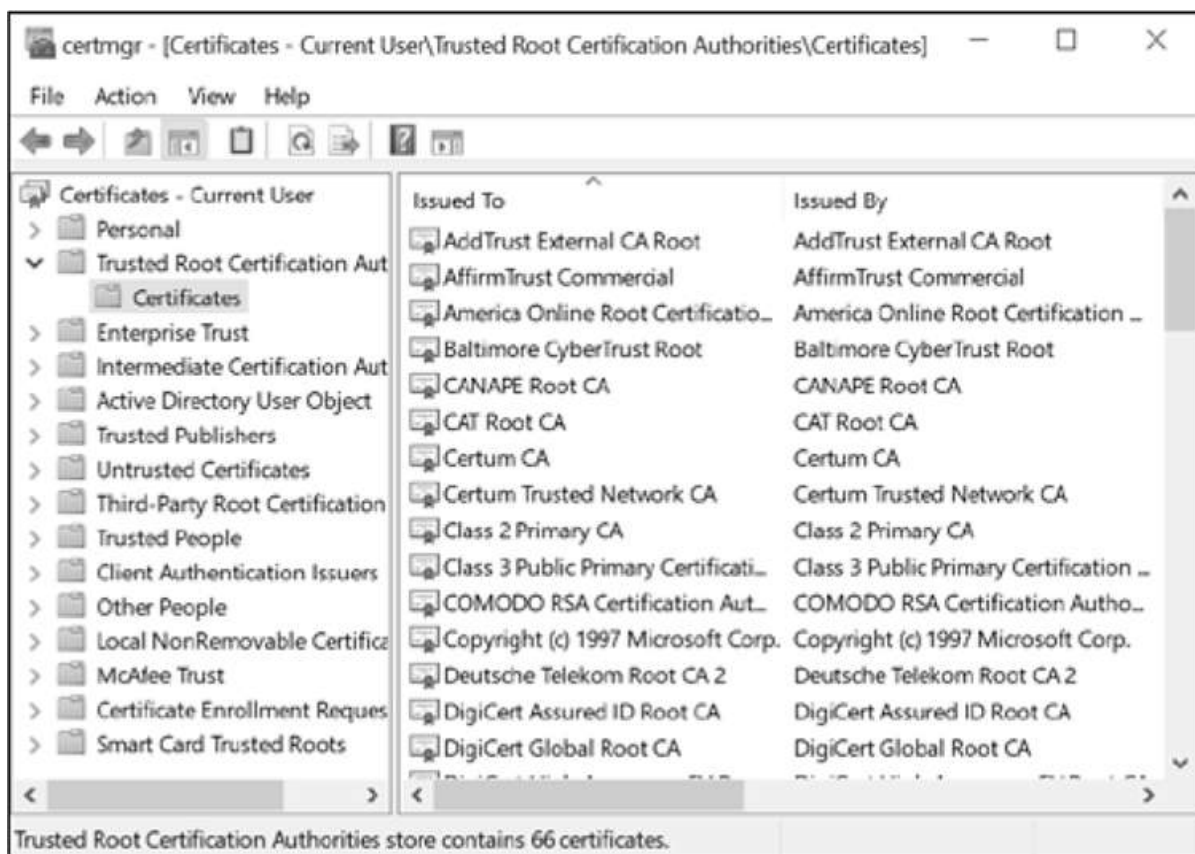 certmgr - [Certificates - Current User\Trusted Root Certification Authorities\Certificates]
File Action View Help
Certificates - Current User
Personal
Trusted Root Certification Aut
Certificates
Enterprise Trust
Intermediate Certification Aut
Active Directory User Object
Trusted Publishers
Untrusted Certificates
Third-Party Root Certification
Trusted People
Client Authentication Issuers
Other People
Local NonRemovable Certifica
McAfee Trust
Certificate Enrollment Reques
Smart Card Trusted Roots
Issued To Issued By
AddTrust External CA Root AddTrust External CA Root
AffirmTrust Commercial AffirmTrust Commercial
America Online Root Certificatio... America Online Root Certification ...
Baltimore CyberTrust Root Baltimore CyberTrust Root
CANAPE Root CA CANAPE Root CA
CAT Root CA CAT Root CA
Certum CA Certum CA
Certum Trusted Network CA Certum Trusted Network CA
Class 2 Primary CA Class 2 Primary CA
Class 3 Public Primary Certificati... Class 3 Public Primary Certification ...
COMODO RSA Certification Aut... COMODO RSA Certification Autho...
Copyright (c) 1997 Microsoft Corp. Copyright (c) 1997 Microsoft Corp.
Deutsche Telekom Root CA 2 Deutsche Telekom Root CA 2
DigiCert Assured ID Root CA DigiCert Assured ID Root CA
DigiCert Global Root CA DigiCert Global Root CA
Trusted Root Certification Authorities store contains 66 certificates.